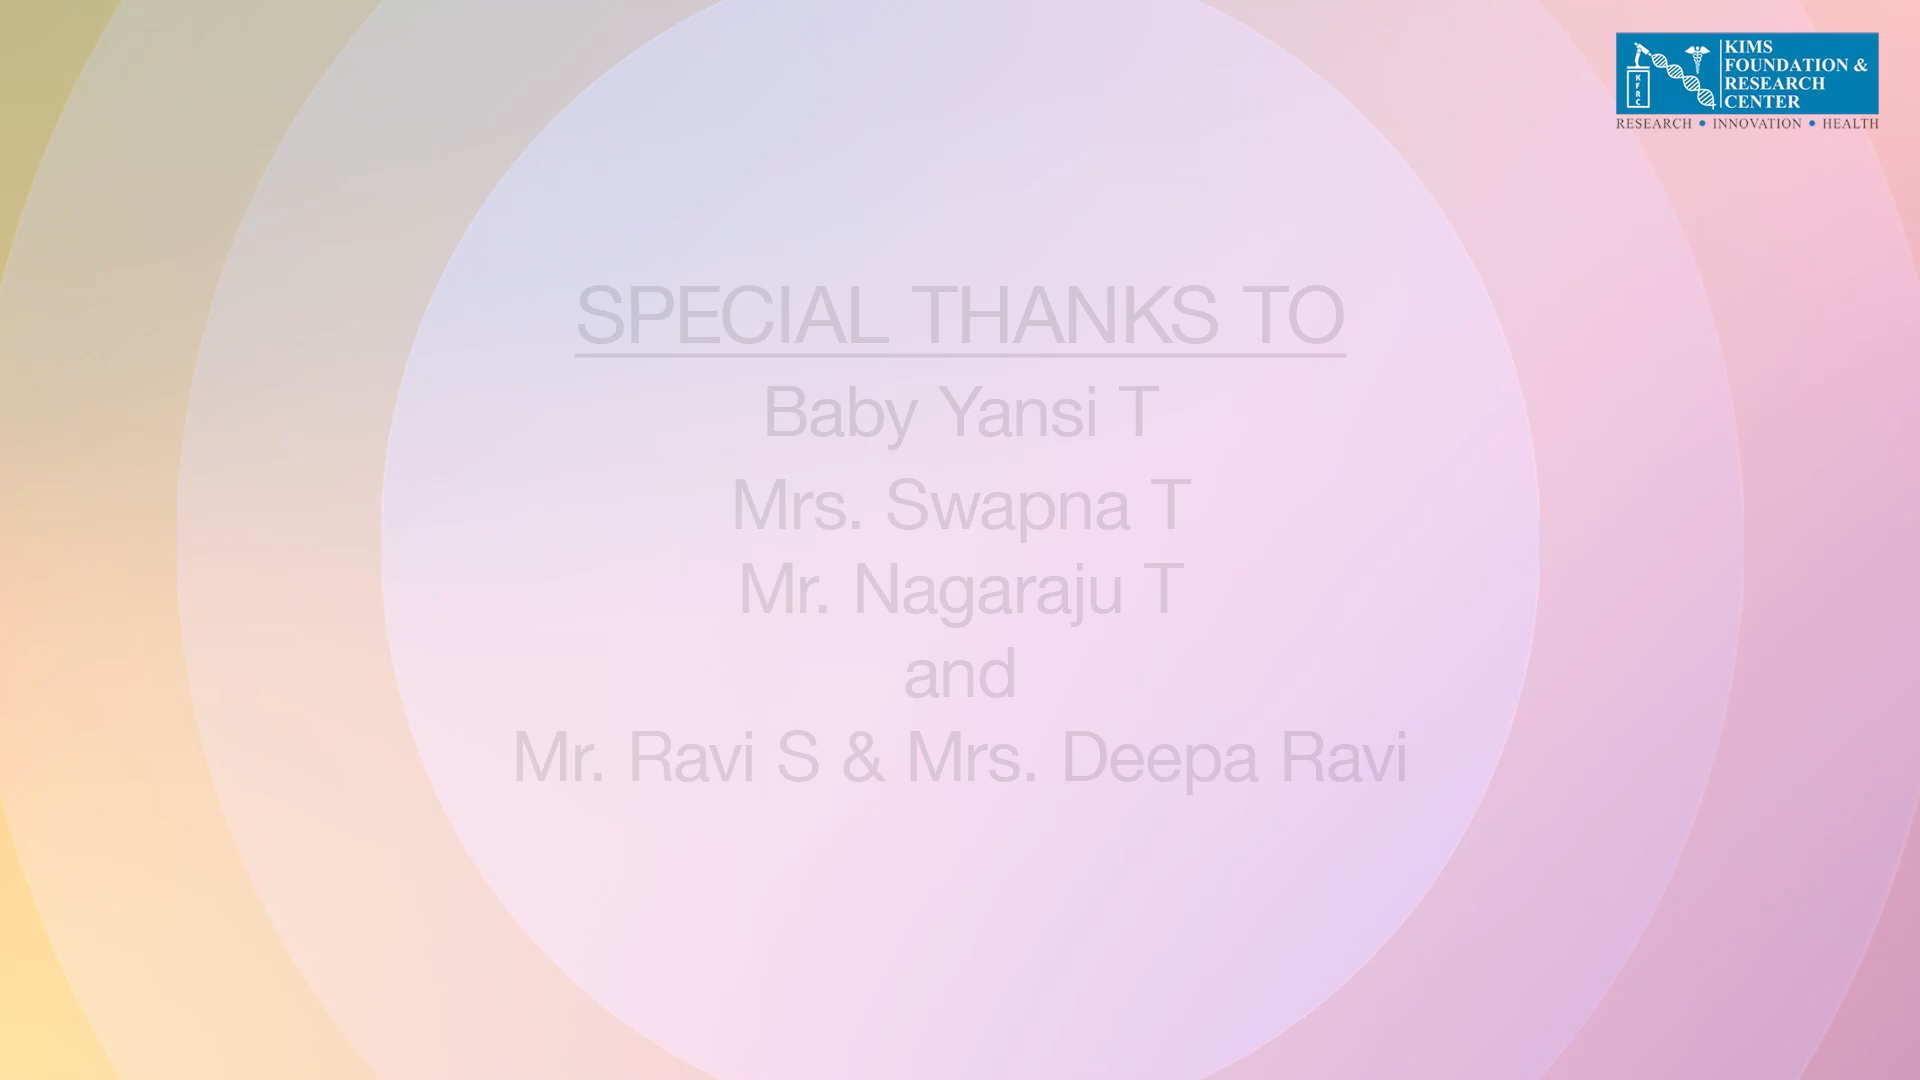 KIMS
FOUNDATION &
RESEARCH
CENTER
KFRC
RESEARCH • INNOVATION • HEALTH
SPECIAL THANKS TO
Baby Yansi T
Mrs. Swapna T
Mr. Nagaraju T
and
Mr. Ravi S & Mrs. Deepa Ravi